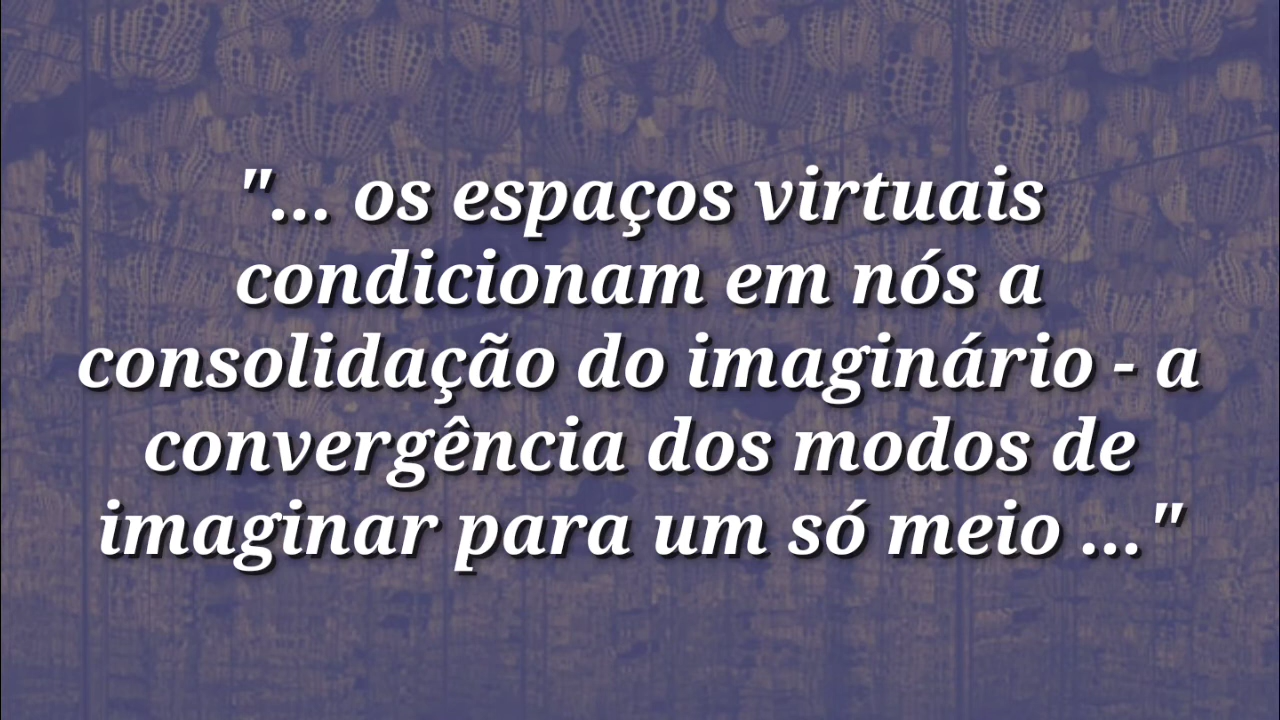 "... os espaços virtuais
condicionam em nós a
consolidação do imaginário - a
convergência dos modos de
imaginar para um só meio ..."